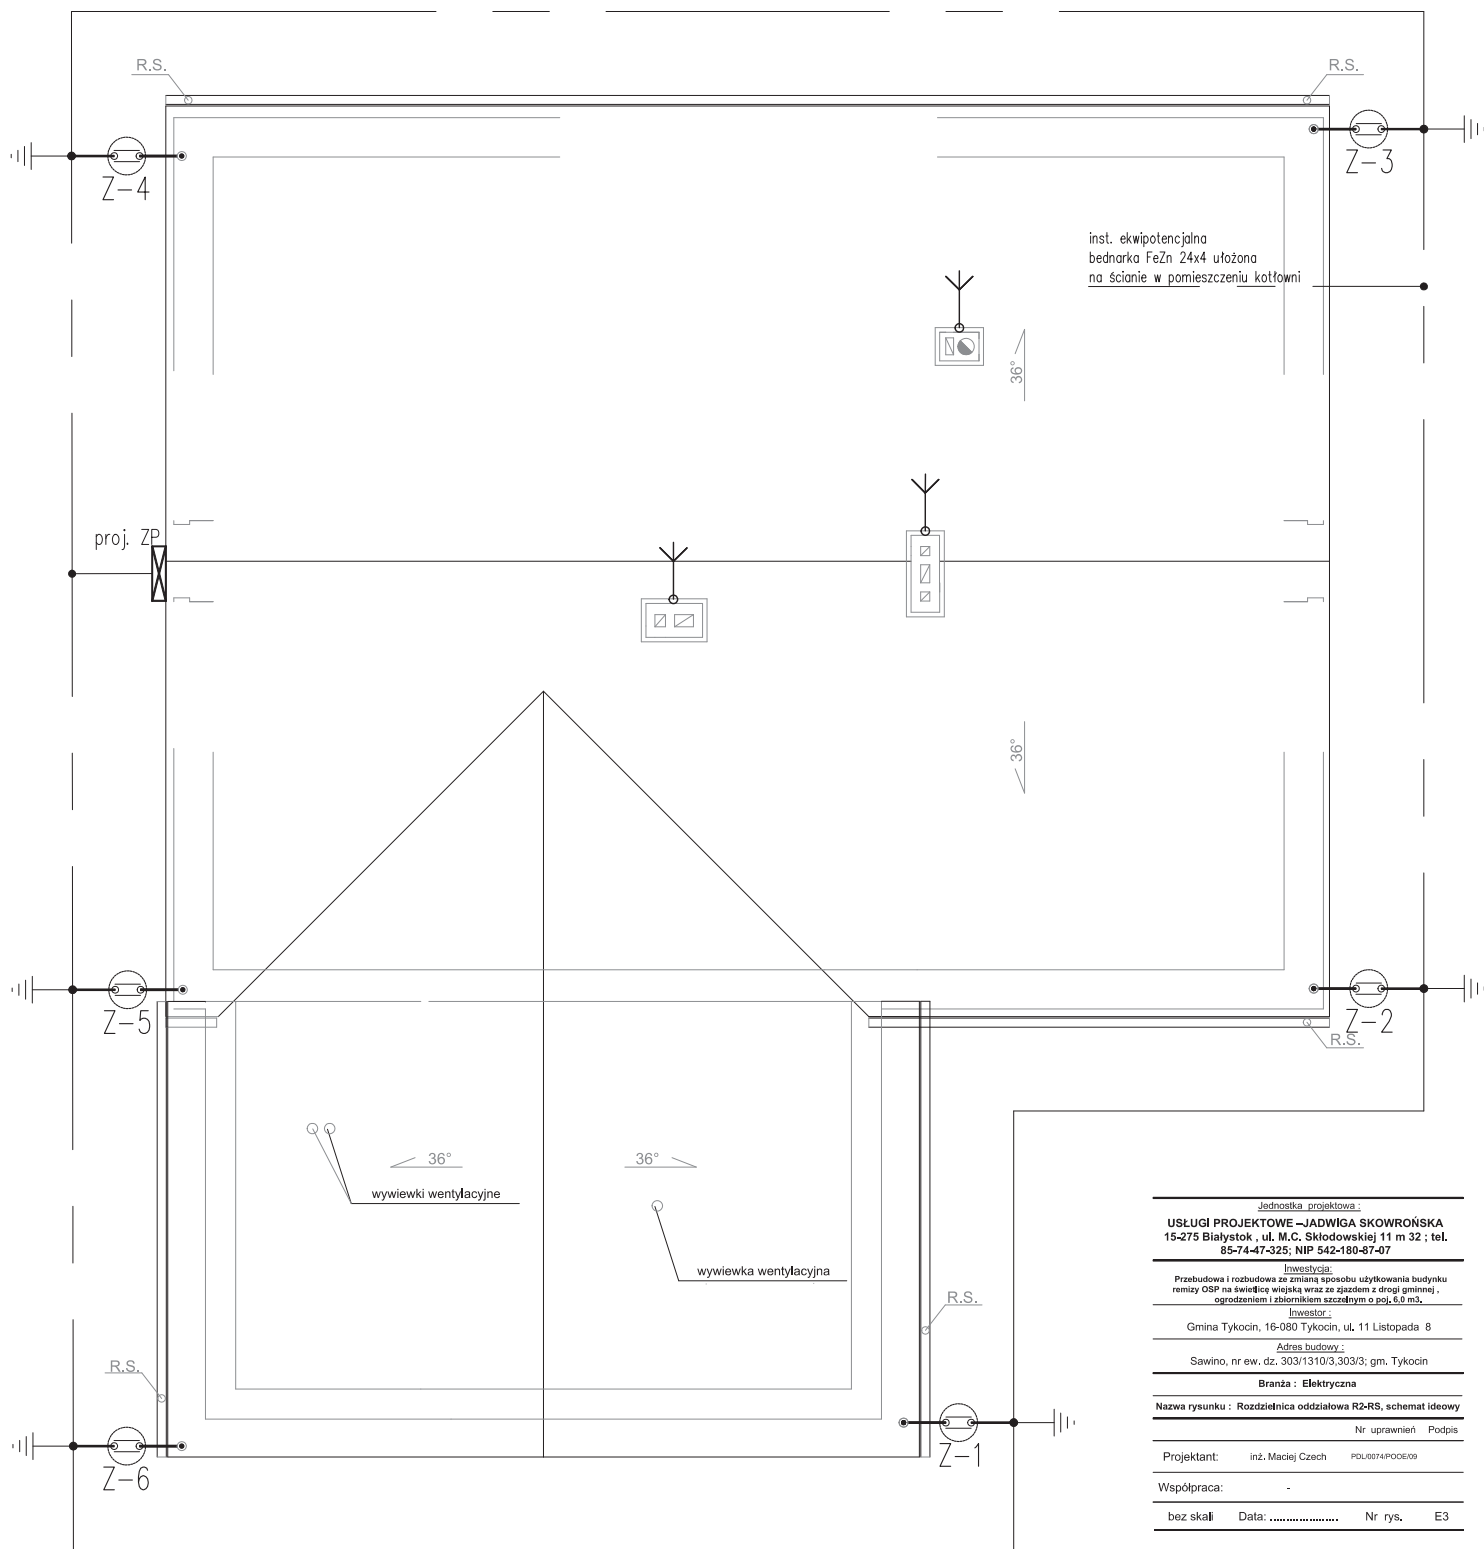 R.S.
R.S.
Z-4
Z-3
inst. ekwipotencjalna
bednarka FeZn 24x4 ułożona
na ścianie w pomieszczeniu kotłowni
36°
proj. ZP
36°
Z-5
Z-2
R.S.
36°
36°
wywiewki wentylacyjne
wywiewka wentylacyjna
R.S.
R.S.
Z-6
Z-1
Jednostka projektowa :
USŁUGI PROJEKTOWE –JADWIGA SKOWROŃSKA
15-275 Białystok , ul. M.C. Skłodowskiej 11 m 32 ; tel.
85-74-47-325; NIP 542-180-87-07
Inwestycja:
Przebudowa i rozbudowa ze zmianą sposobu użytkowania budynku
remizy OSP na świetlicę wiejską wraz ze zjazdem z drogi gminnej ,
ogrodzeniem i zbiornikiem szczelnym o poj. 6,0 m3.
Inwestor :
Gmina Tykocin, 16-080 Tykocin, ul. 11 Listopada 8
Adres budowy :
Sawino, nr ew. dz. 303/1310/3,303/3; gm. Tykocin
Branża : Elektryczna
Nazwa rysunku : Rozdzielnica oddziałowa R2-RS, schemat ideowy
Nr uprawnień Podpis
Projektant: inż. Maciej Czech PDL/0074/POOE/09
Współpraca: -
bez skali Data: .................. Nr rys. E3